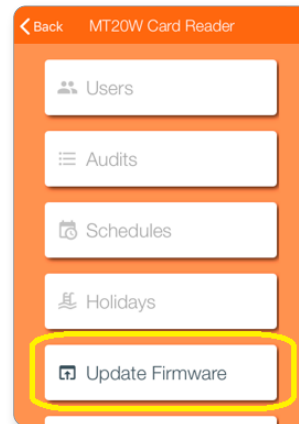 Back MT20W Card Reader
Users
Audits
Schedules
Holidays
Update Firmware